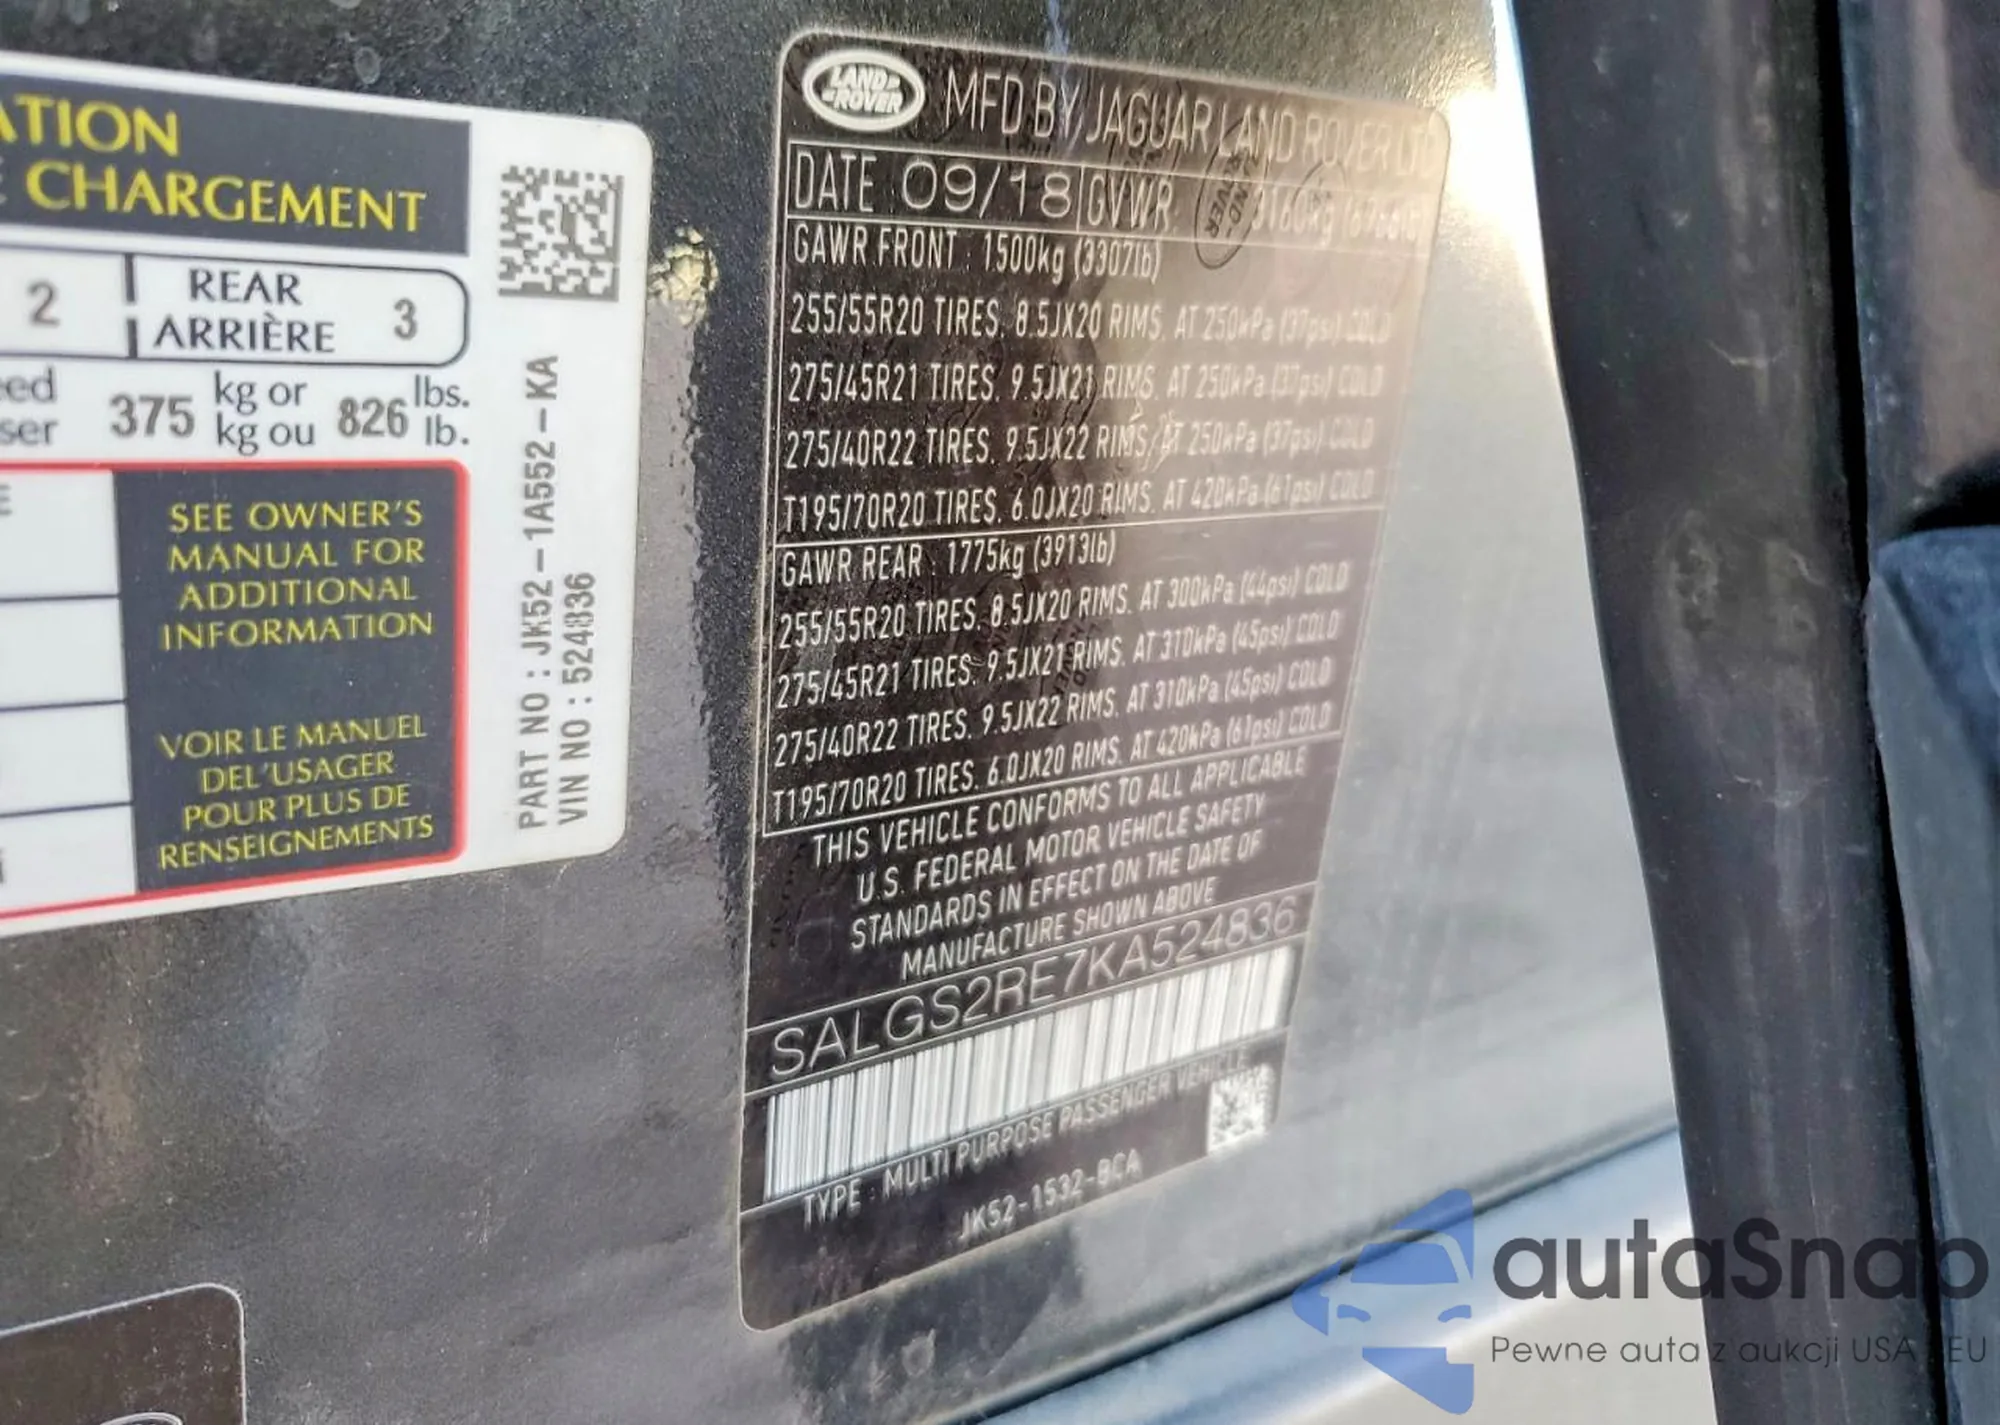 ATION
CHARGEMENT
2
REAR
ARRIÈRE
3
375 kg or 826 lbs.
kg ou lb.
SEE OWNER'S
MANUAL FOR
ADDITIONAL
INFORMATION
VOIR LE MANUEL
DEL'USAGER
POUR PLUS DE
RENSEIGNEMENTS
PART NO : JK52-1A552-KA
VIN NO : 524836
LAND
ROVER
MFD BY JAGUAR LAND ROVER LTD
DATE 09/18 GVWR. 3160kg (6966lb)
GAWR FRONT : 1500kg (3307lb)
255/55R20 TIRES. 8.5JX20 RIMS. AT 250kPa (37psi) COLD
275/45R21 TIRES. 9.5JX21 RIMS. AT 250kPa (37psi) COLD
275/40R22 TIRES. 9.5JX22 RIMS. AT 250kPa (37psi) COLD
T195/70R20 TIRES. 6.0JX20 RIMS. AT 420kPa (61psi) COLD
GAWR REAR : 1775kg (3913lb)
255/55R20 TIRES. 8.5JX20 RIMS. AT 300kPa (44psi) COLD
275/45R21 TIRES. 9.5JX21 RIMS. AT 310kPa (45psi) COLD
275/40R22 TIRES. 9.5JX22 RIMS. AT 310kPa (45psi) COLD
T195/70R20 TIRES. 6.0JX20 RIMS. AT 420kPa (61psi) COLD
THIS VEHICLE CONFORMS TO ALL APPLICABLE
U.S. FEDERAL MOTOR VEHICLE SAFETY
STANDARDS IN EFFECT ON THE DATE OF
MANUFACTURE SHOWN ABOVE
SALGS2RE7KA524836
TYPE : MULTI PURPOSE PASSENGER VEHICLE
JK52-1532-BCA
autaSnap
Pewne auta z aukcji USA EU